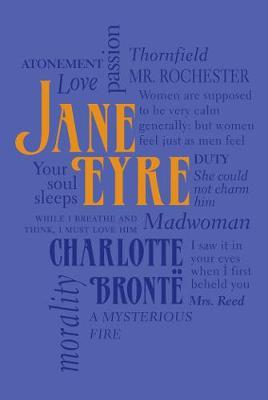 ATONEMENT
Love
passion
Thornfield
MR. ROCHESTER
Women are supposed
to be very calm
generally: but women
feel just as men feel
JANE
EYRE
Your
soul
sleeps
DUTY
She could
not charm
him
WHILE I BREATHE AND
THINK, I MUST LOVE HIM
Madwoman
CHARLOTTE
BRONTË
I saw it in
your eyes
when I first
beheld you
Mrs. Reed
morality
A MYSTERIOUS
FIRE